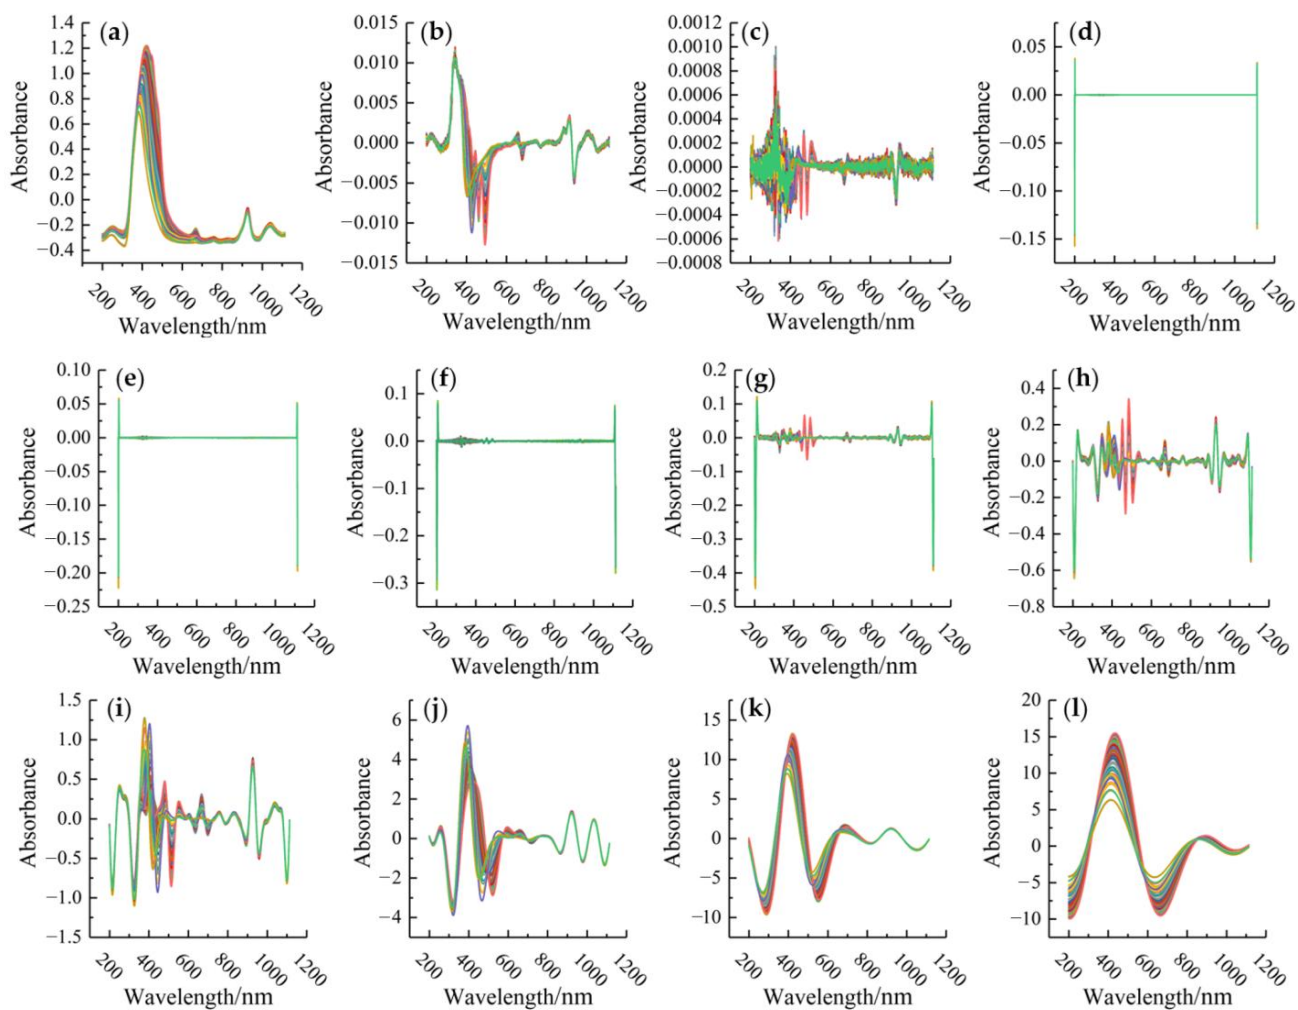 (a)
Absorbance
1.4
1.2
1.0
0.8
0.6
0.4
0.2
0.0
−0.2
−0.4
200 400 600 800 1000 1200
Wavelength/nm
(b)
Absorbance
0.015
0.010
0.005
0.000
−0.005
−0.010
−0.015
200 400 600 800 1000 1200
Wavelength/nm
(c)
Absorbance
0.0012
0.0010
0.0008
0.0006
0.0004
0.0002
0.0000
−0.0002
−0.0004
−0.0006
−0.0008
200 400 600 800 1000 1200
Wavelength/nm
(d)
Absorbance
0.05
0.00
−0.05
−0.10
−0.15
200 400 600 800 1000 1200
Wavelength/nm
(e)
Absorbance
0.10
0.05
0.00
−0.05
−0.10
−0.15
−0.20
−0.25
200 400 600 800 1000 1200
Wavelength/nm
(f)
Absorbance
0.1
0.0
−0.1
−0.2
−0.3
200 400 600 800 1000 1200
Wavelength/nm
(g)
Absorbance
0.2
0.1
0.0
−0.1
−0.2
−0.3
−0.4
−0.5
200 400 600 800 1000 1200
Wavelength/nm
(h)
Absorbance
0.4
0.2
0.0
−0.2
−0.4
−0.6
−0.8
200 400 600 800 1000 1200
Wavelength/nm
(i)
Absorbance
1.5
1.0
0.5
0.0
−0.5
−1.0
−1.5
200 400 600 800 1000 1200
Wavelength/nm
(j)
Absorbance
6
4
2
0
−2
−4
200 400 600 800 1000 1200
Wavelength/nm
(k)
Absorbance
15
10
5
0
−5
−10
200 400 600 800 1000 1200
Wavelength/nm
(l)
Absorbance
20
15
10
5
0
−5
−10
200 400 600 800 1000 1200
Wavelength/nm